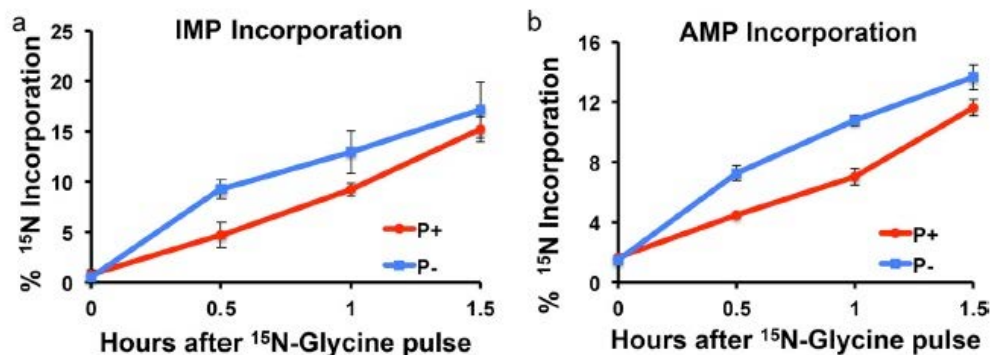 a
IMP Incorporation
25
20
15
10
5
0
% ¹⁵N Incorporation
P+
P-
0 0.5 1 1.5
Hours after ¹⁵N-Glycine pulse
b
AMP Incorporation
16
12
8
4
0
% ¹⁵N Incorporation
P+
P-
0 0.5 1 1.5
Hours after ¹⁵N-Glycine pulse